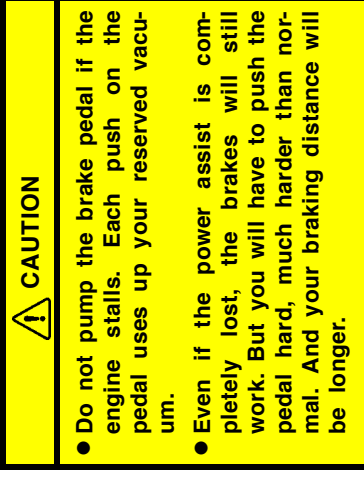 CAUTION
● Do not pump the brake pedal if the
engine stalls. Each push on the
pedal uses up your reserved vacu-
um.
● Even if the power assist is com-
pletely lost, the brakes will still
work. But you will have to push the
pedal hard, much harder than nor-
mal. And your braking distance will
be longer.